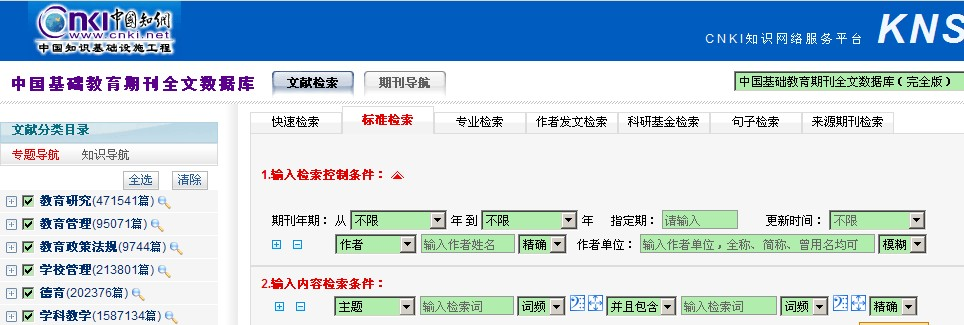 CNKI中国知网
www.cnki.net
中国知识基础设施工程
CNKI知识网络服务平台 KNS
中国基础教育期刊全文数据库 文献检索 期刊导航 中国基础教育期刊全文数据库(完全版)
文献分类目录
专题导航 知识导航
全选 清除
教育研究(471541篇)
教育管理(95071篇)
教育政策法规(9744篇)
学校管理(213801篇)
德育(202376篇)
学科教学(1587134篇)
快速检索 标准检索 专业检索 作者发文检索 科研基金检索 句子检索 来源期刊检索
1.输入检索控制条件：
期刊年期：从 不限 年 到 不限 年 指定期：请输入 更新时间：不限
作者 输入作者姓名 精确 作者单位：输入作者单位，全称、简称、曾用名均可 模糊
2.输入内容检索条件：
主题 输入检索词 词频 并且包含 输入检索词 词频 精确